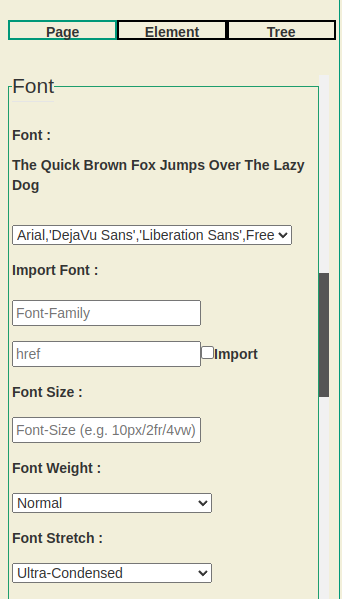 Page Element Tree
Font
Font :
The Quick Brown Fox Jumps Over The Lazy
Dog
Arial,'DejaVu Sans','Liberation Sans',Free
Import Font :
Font-Family
href Import
Font Size :
Font-Size (e.g. 10px/2fr/4vw)
Font Weight :
Normal
Font Stretch :
Ultra-Condensed